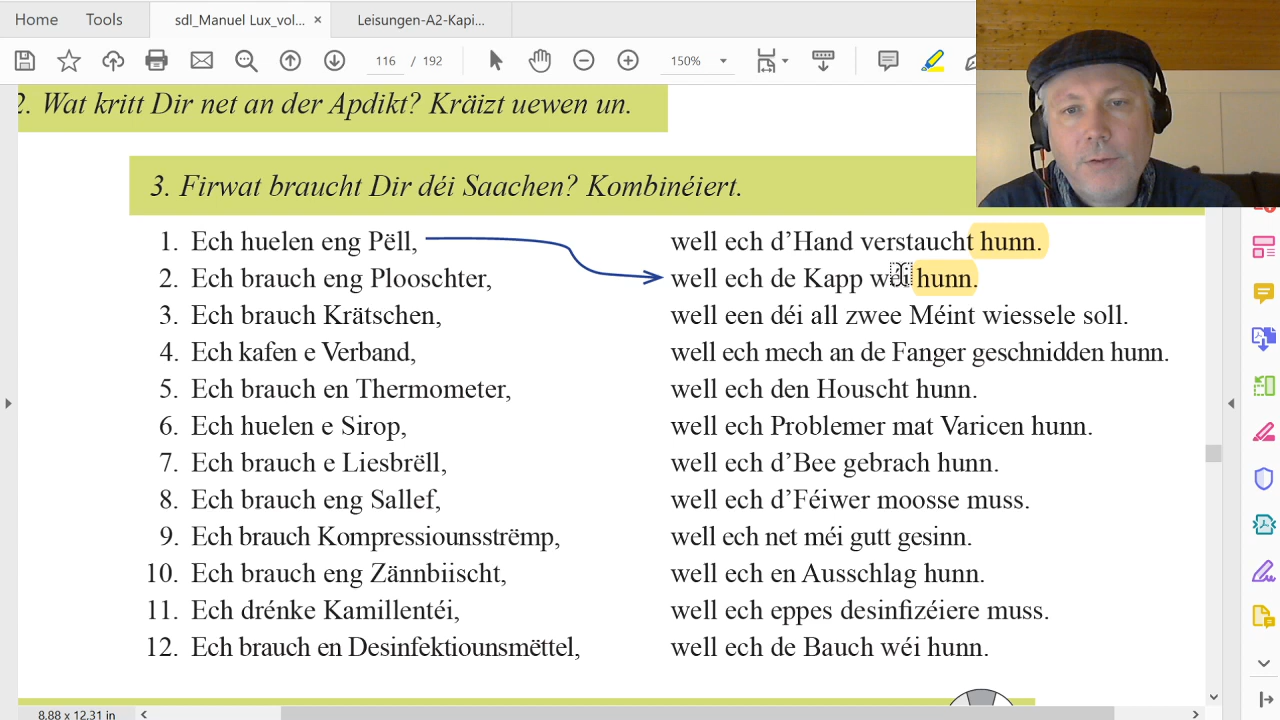 Home Tools sdl_Manuel Lux_vol... × Leisungen-A2-Kapi...
116 / 192 150%
2. Wat kritt Dir net an der Apdikt? Kräizt uewen un.
3. Firwat braucht Dir déi Saachen? Kombinéiert.
1. Ech huelen eng Pëll, well ech d’Hand verstaucht hunn.
2. Ech brauch eng Plooschter, well ech de Kapp wéi hunn.
3. Ech brauch Krätschen, well een déi all zwee Méint wiessele soll.
4. Ech kafen e Verband, well ech mech an de Fanger geschnidden hunn.
5. Ech brauch en Thermometer, well ech den Houscht hunn.
6. Ech huelen e Sirop, well ech Problemer mat Varicen hunn.
7. Ech brauch e Liesbrëll, well ech d’Bee gebrach hunn.
8. Ech brauch eng Sallef, well ech d’Féiwer moosse muss.
9. Ech brauch Kompressiounsstrëmp, well ech net méi gutt gesinn.
10. Ech brauch eng Zännbiischt, well ech en Ausschlag hunn.
11. Ech drénke Kamillentéi, well ech eppes desinfizéiere muss.
12. Ech brauch en Desinfektiounsmëttel, well ech de Bauch wéi hunn.
8.88 x 12.31 in